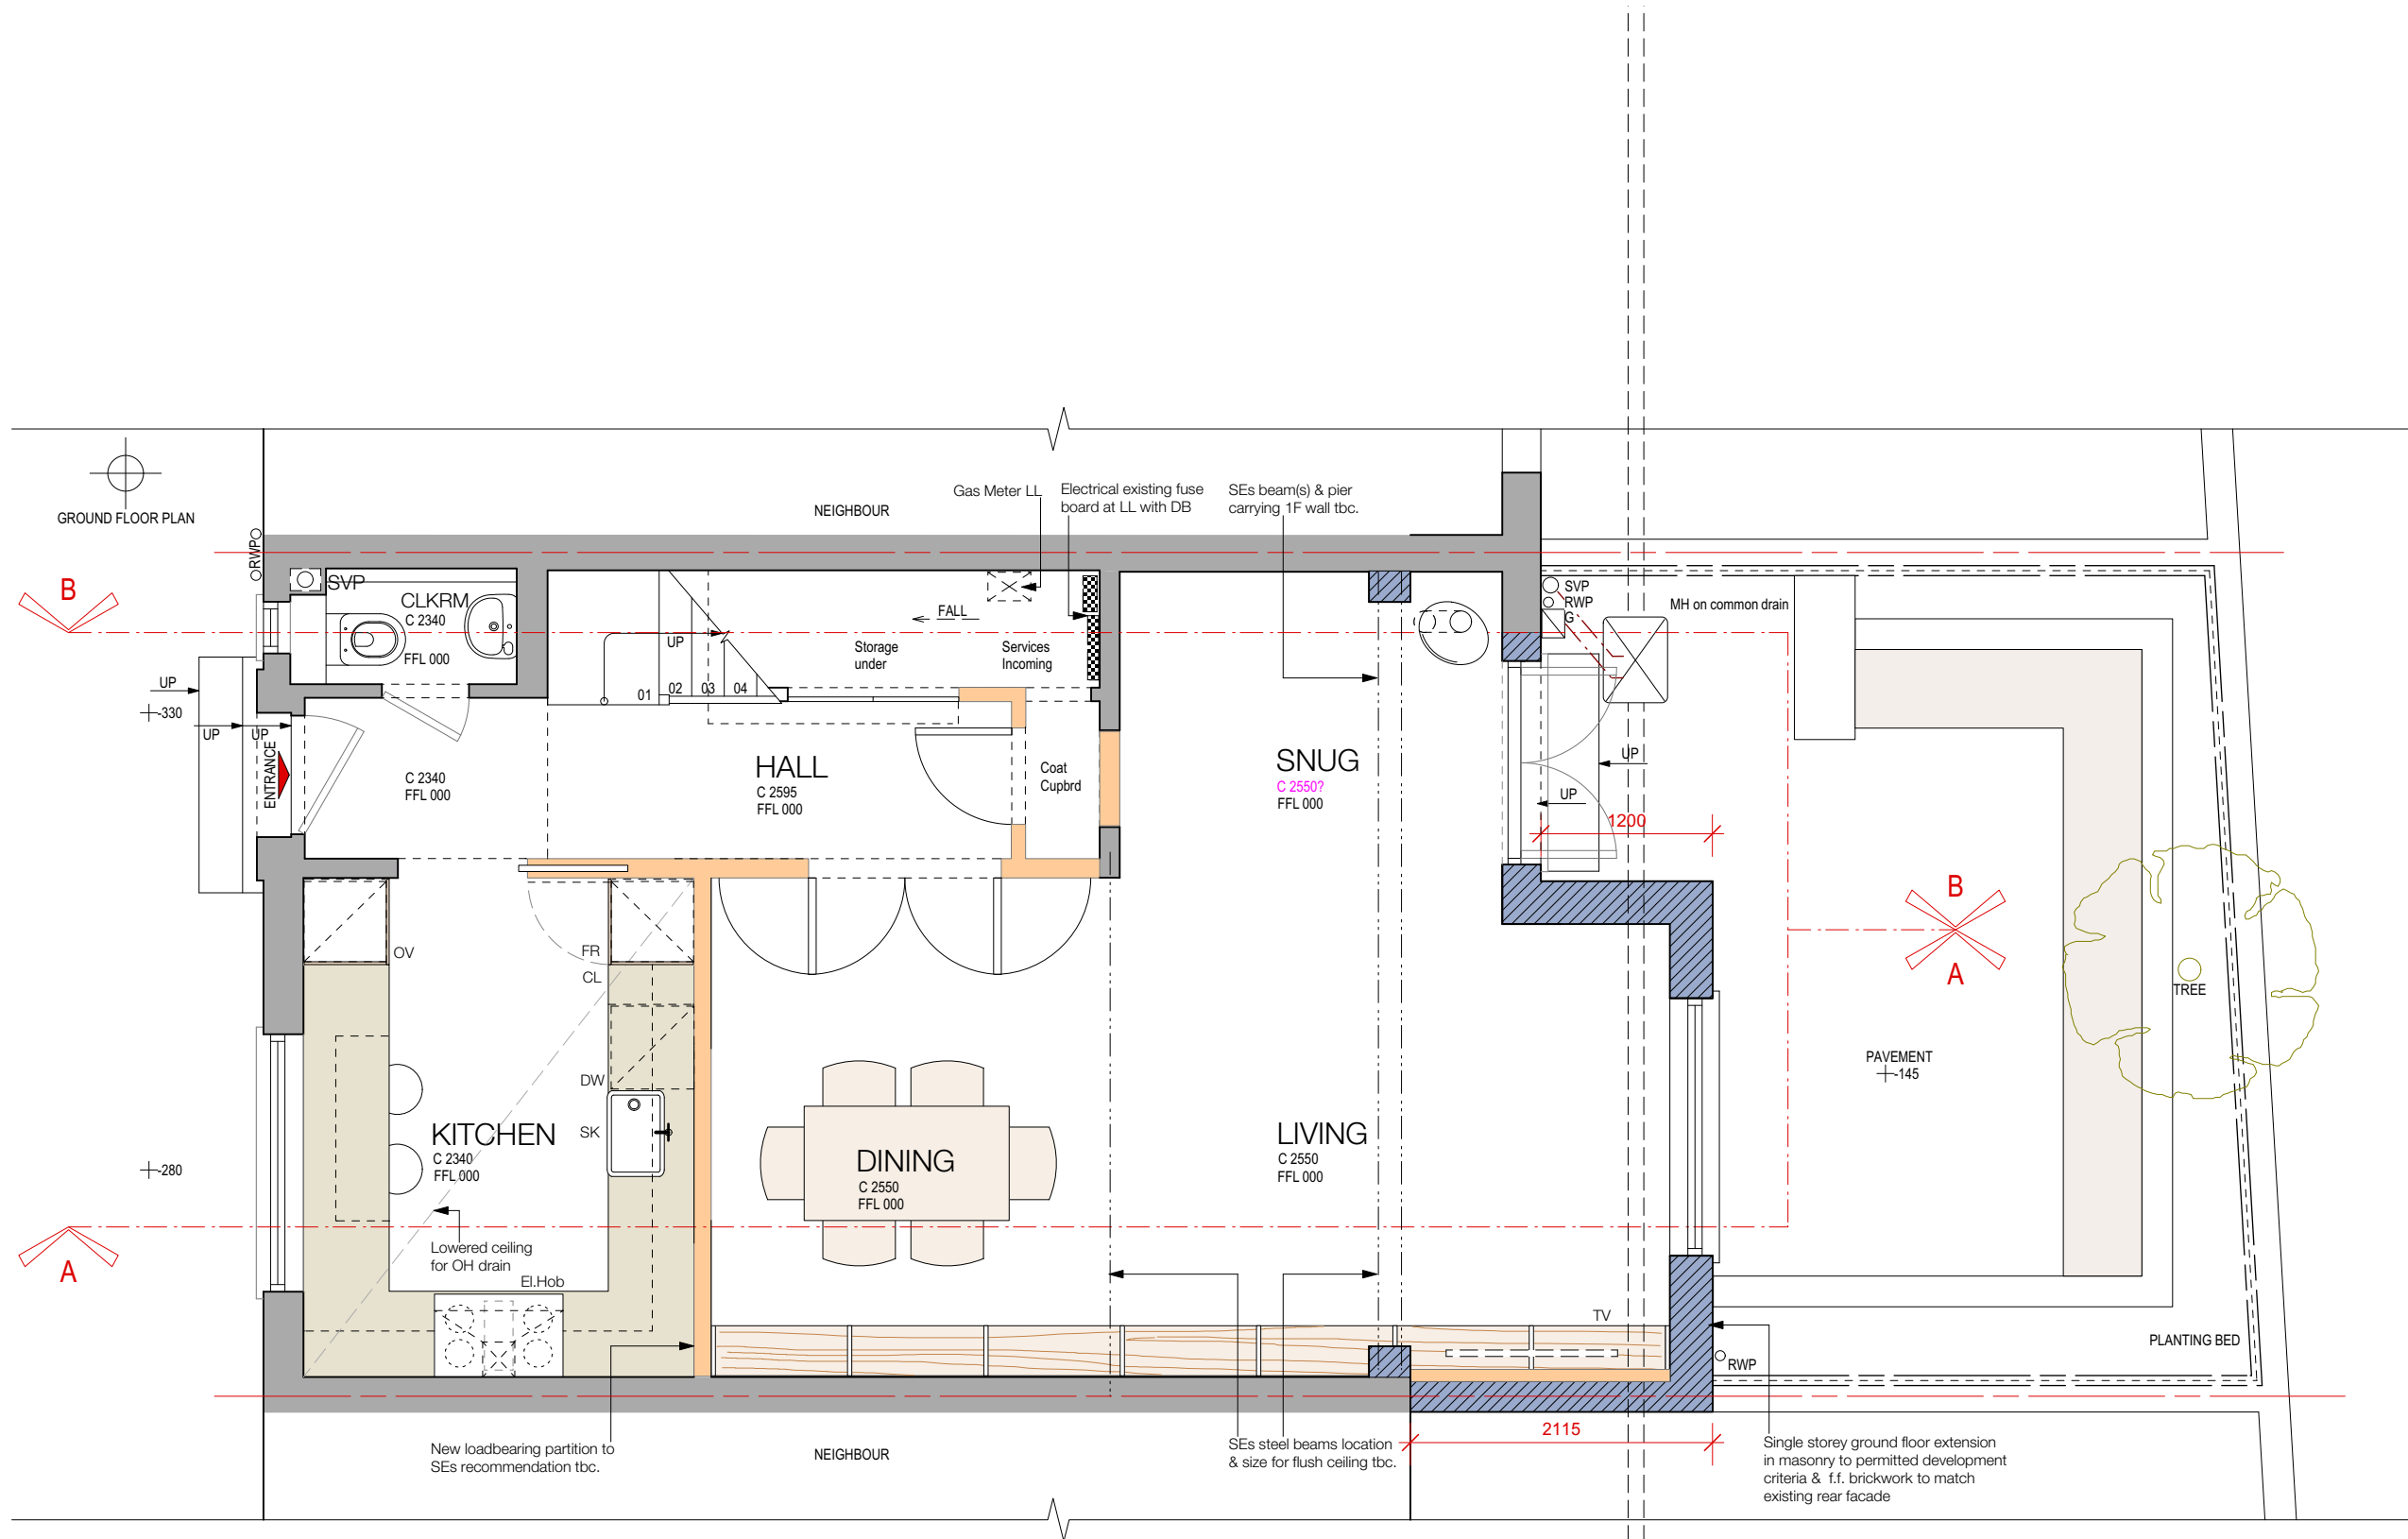 GROUND FLOOR PLAN
NEIGHBOUR
Gas Meter LL
Electrical existing fuse
board at LL with DB
SEs beam(s) & pier
carrying 1F wall tbc.
RWP
B
SVP
CLKRM
C 2340
FFL 000
FALL
UP
Storage
under
Services
Incoming
01
02
03
04
SVP
RWP
G
MH on common drain
UP
-330
UP
UP
ENTRANCE
C 2340
FFL 000
HALL
C 2595
FFL 000
Coat
Cupbrd
SNUG
C 2550?
FFL 000
UP
UP
1200
B
A
OV
FR
CL
DW
SK
TREE
PAVEMENT
-145
KITCHEN
C 2340
FFL 000
DINING
C 2550
FFL 000
LIVING
C 2550
FFL 000
-280
A
Lowered ceiling
for OH drain
El.Hob
TV
RWP
PLANTING BED
New loadbearing partition to
SEs recommendation tbc.
NEIGHBOUR
SEs steel beams location
& size for flush ceiling tbc.
2115
Single storey ground floor extension
in masonry to permitted development
criteria & f.f. brickwork to match
existing rear facade